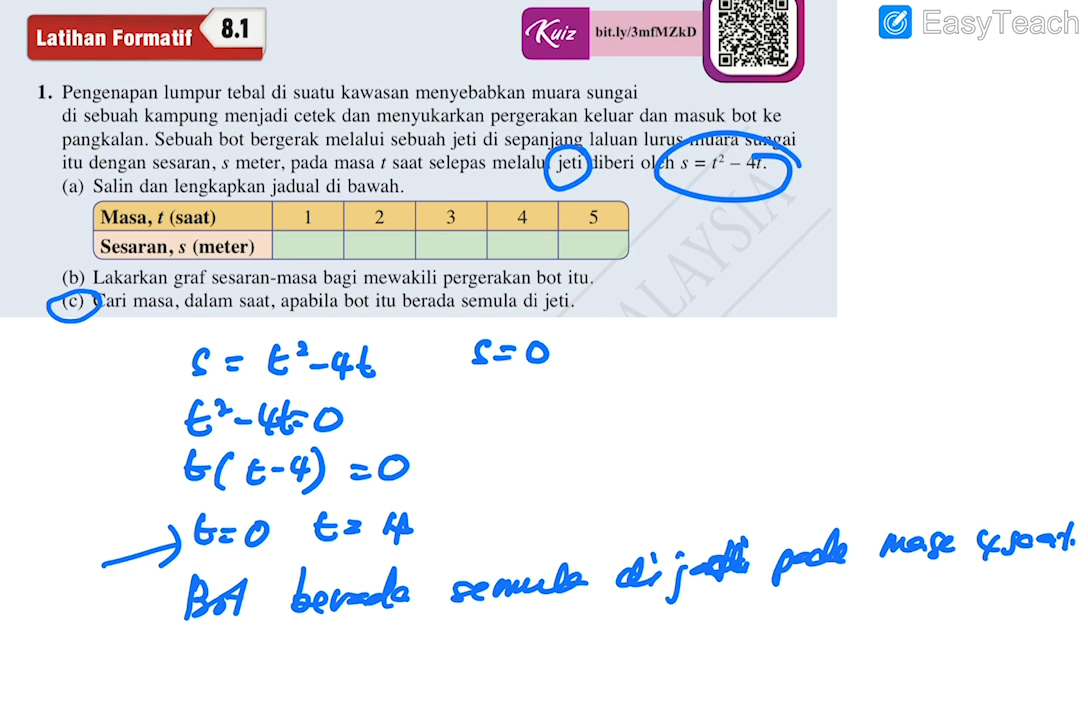 Latihan Formatif 8.1
Kuiz bit.ly/3mfMZkD
EasyTeach
1. Pengenapan lumpur tebal di suatu kawasan menyebabkan muara sungai
di sebuah kampung menjadi cetek dan menyukarkan pergerakan keluar dan masuk bot ke
pangkalan. Sebuah bot bergerak melalui sebuah jeti di sepanjang laluan lurus muara sungai
itu dengan sesaran, s meter, pada masa t saat selepas melalui jeti diberi oleh s = t² – 4t.
(a) Salin dan lengkapkan jadual di bawah.
Masa, t (saat) 1 2 3 4 5
Sesaran, s (meter)
(b) Lakarkan graf sesaran-masa bagi mewakili pergerakan bot itu.
(c) Cari masa, dalam saat, apabila bot itu berada semula di jeti.
ALAYSIA
s = t² – 4t s = 0
t² – 4t = 0
t(t – 4) = 0
t = 0 t = 4
Bot berada semula di jeti pada masa 4 saat.